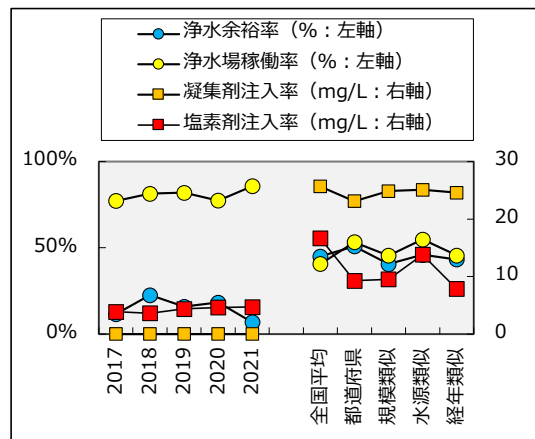 浄水余裕率（%：左軸）
浄水場稼働率（%：左軸）
凝集剤注入率（mg/L：右軸）
塩素剤注入率（mg/L：右軸）
100%
50%
0%
30
20
10
0
2017
2018
2019
2020
2021
全国平均
都道府県
規模類似
水源類似
経年類似